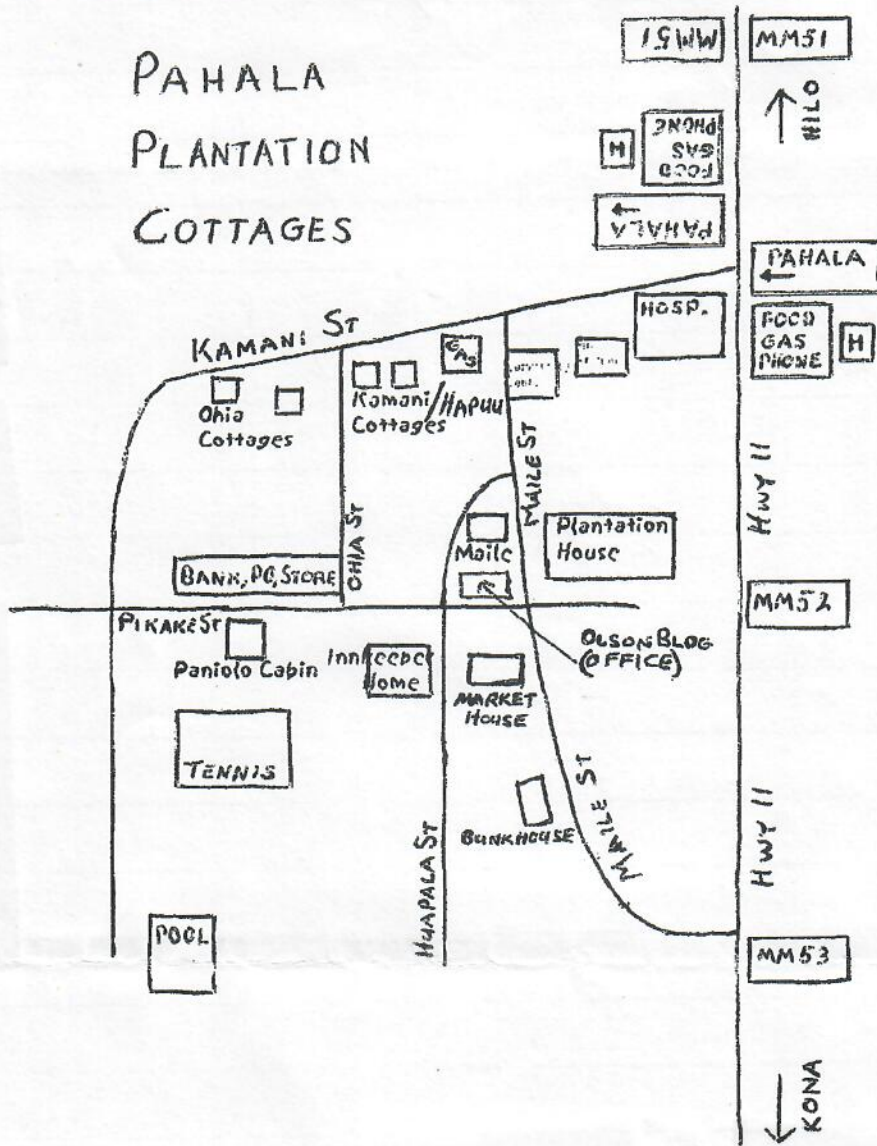 PAHALA
PLANTATION
COTTAGES
MM51
MM51
HILO
FOOD
GAS
PHONE
H
PAHALA
PAHALA
HOSP.
FOOD
GAS
PHONE
H
KAMANI ST
GAS
Ohia
Cottages
Kamani/HAPUU
Cottages
MAILE ST
HWY 11
OHIA ST
Maile
Plantation
House
BANK, PO, STORE
MM52
PIKAKE ST
Paniolo Cabin
Innkeeper
Home
OLSON BLDG
(OFFICE)
MARKET
HOUSE
TENNIS
BUNKHOUSE
MAILE ST
HWY 11
HUAPALA ST
POOL
MM53
KONA